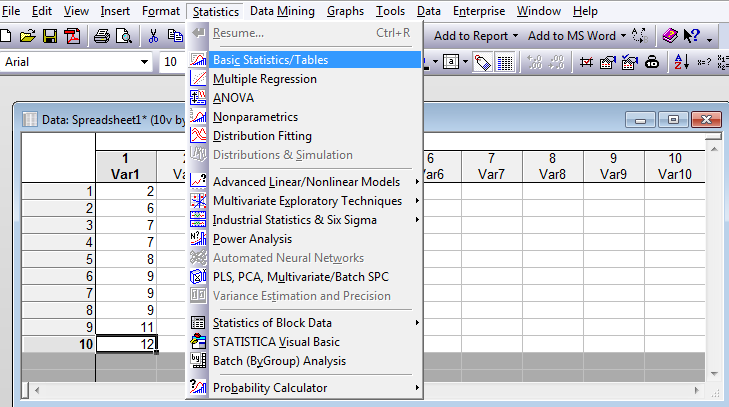 File Edit View Insert Format Statistics Data Mining Graphs Tools Data Enterprise Window Help
Resume... Ctrl+R
Add to Report Add to MS Word
Arial 10
Basic Statistics/Tables
Multiple Regression
ANOVA
Nonparametrics
Distribution Fitting
Distributions & Simulation
Advanced Linear/Nonlinear Models
Multivariate Exploratory Techniques
Industrial Statistics & Six Sigma
Power Analysis
Automated Neural Networks
PLS, PCA, Multivariate/Batch SPC
Variance Estimation and Precision
Statistics of Block Data
STATISTICA Visual Basic
Batch (ByGroup) Analysis
Probability Calculator
Data: Spreadsheet1* (10v by
1 2 6 7 8 9 10
Var1 Var6 Var7 Var8 Var9 Var10
1 2
2 6
3 7
4 7
5 8
6 9
7 9
8 9
9 11
10 12